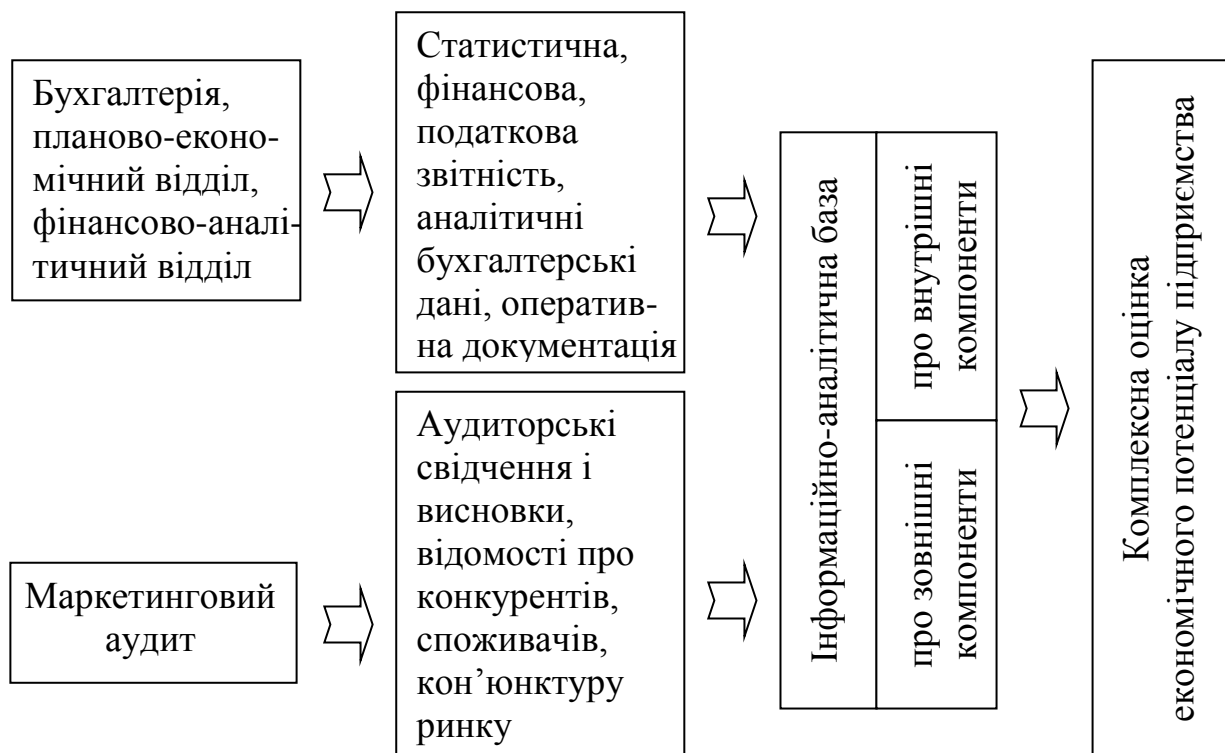 Бухгалтерія,
планово-еконо-
мічний відділ,
фінансово-аналі-
тичний відділ
Статистична,
фінансова,
податкова
звітність,
аналітичні
бухгалтерські
дані, оператив-
на документація
Маркетинговий
аудит
Аудиторські
свідчення і
висновки,
відомості про
конкурентів,
споживачів,
кон’юнктуру
ринку
Інформаційно-аналітична база
про внутрішні
компоненти
про зовнішні
компоненти
Комплексна оцінка
економічного потенціалу підприємства